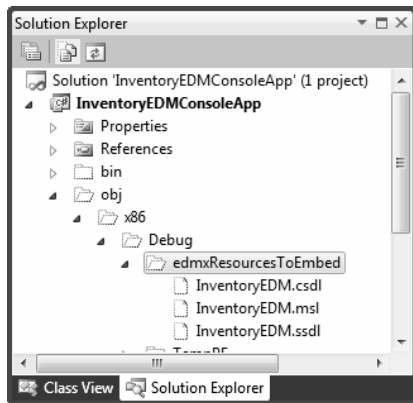 Solution Explorer
Solution 'InventoryEDMConsoleApp' (1 project)
InventoryEDMConsoleApp
Properties
References
bin
obj
x86
Debug
edmxResourcesToEmbed
InventoryEDM.csdl
InventoryEDM.msl
InventoryEDM.ssdl
Class View Solution Explorer